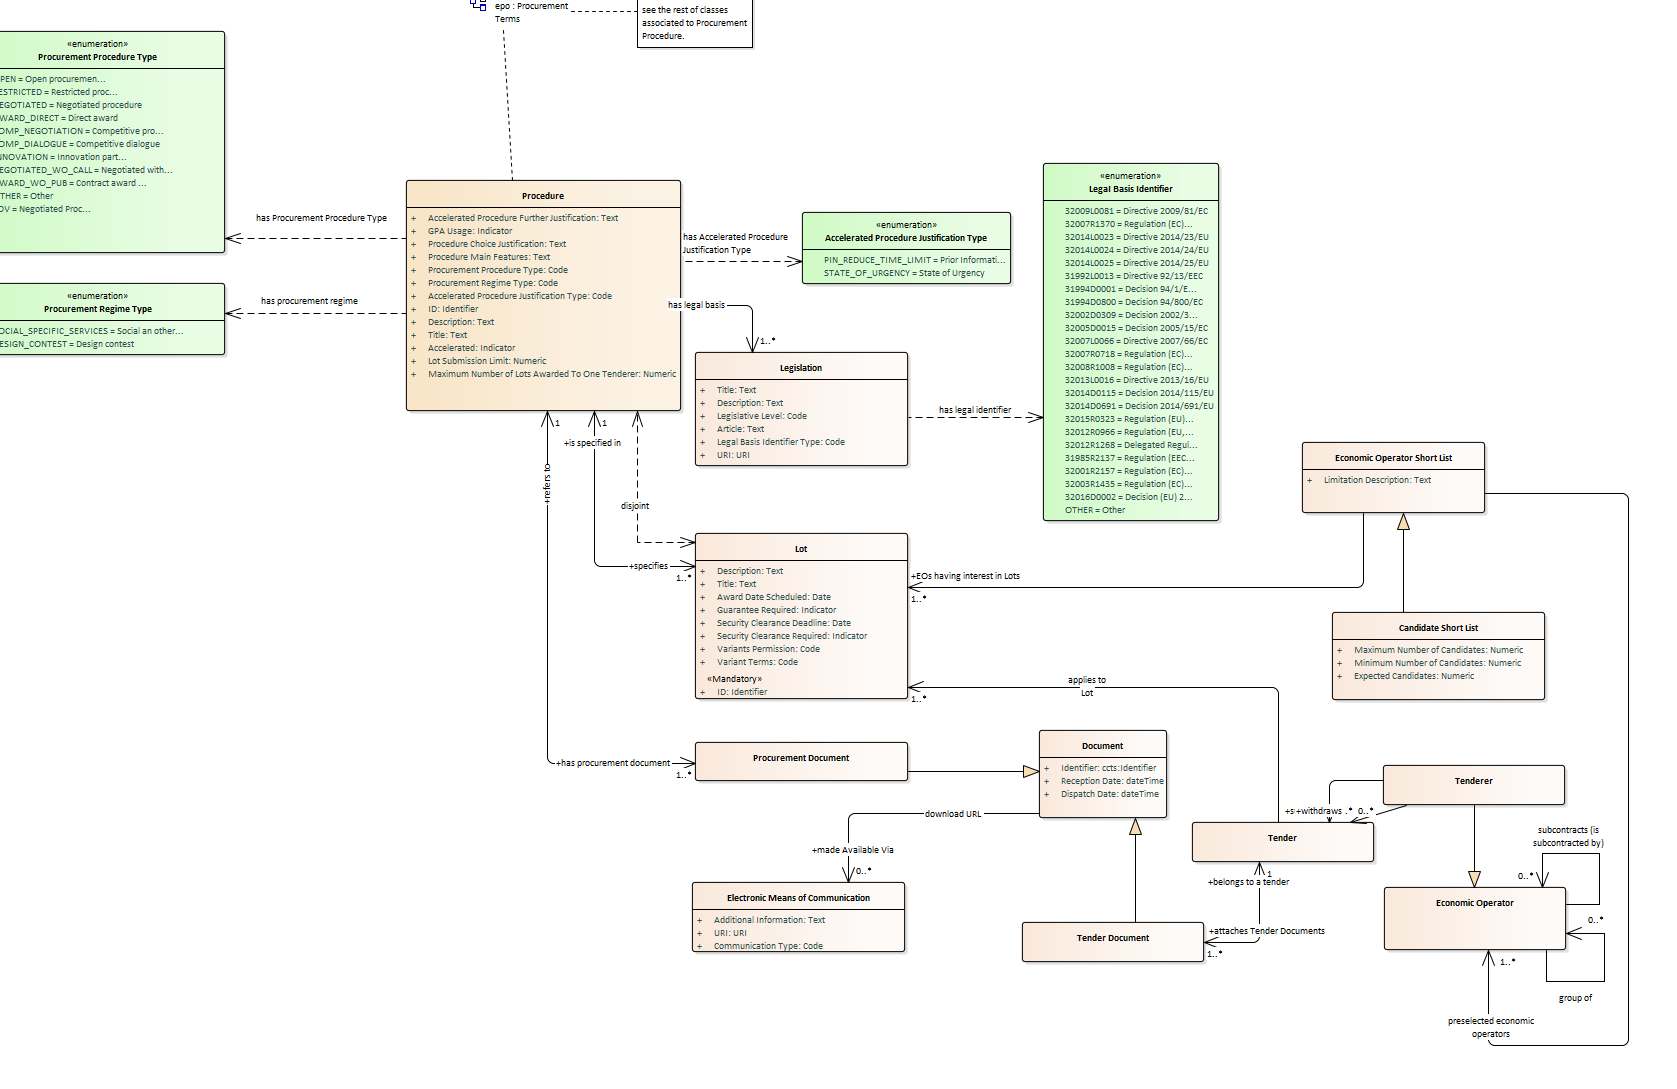 epo : Procurement
Terms
see the rest of classes
associated to Procurement
Procedure.
«enumeration»
Procurement Procedure Type
PEN = Open procuremen...
ESTRICTED = Restricted proc...
EGOTIATED = Negotiated procedure
WARD_DIRECT = Direct award
OMP_NEGOTIATION = Competitive pro...
OMP_DIALOGUE = Competitive dialogue
NNOVATION = Innovation part...
EGOTIATED_WO_CALL = Negotiated with...
WARD_WO_PUB = Contract award ...
THER = Other
OV = Negotiated Proc...
has Procurement Procedure Type
«enumeration»
Procurement Regime Type
OCIAL_SPECIFIC_SERVICES = Social an other...
ESIGN_CONTEST = Design contest
has procurement regime
Procedure
+ Accelerated Procedure Further Justification: Text
+ GPA Usage: Indicator
+ Procedure Choice Justification: Text
+ Procedure Main Features: Text
+ Procurement Procedure Type: Code
+ Procurement Regime Type: Code
+ Accelerated Procedure Justification Type: Code
+ ID: Identifier
+ Description: Text
+ Title: Text
+ Accelerated: Indicator
+ Lot Submission Limit: Numeric
+ Maximum Number of Lots Awarded To One Tenderer: Numeric
has Accelerated Procedure
Justification Type
«enumeration»
Accelerated Procedure Justification Type
PIN_REDUCE_TIME_LIMIT = Prior Informati...
STATE_OF_URGENCY = State of Urgency
has legal basis
1..*
Legislation
+ Title: Text
+ Description: Text
+ Legislative Level: Code
+ Article: Text
+ Legal Basis Identifier Type: Code
+ URI: URI
has legal identifier
«enumeration»
Legal Basis Identifier
32009L0081 = Directive 2009/81/EC
32007R1370 = Regulation (EC)...
32014L0023 = Directive 2014/23/EU
32014L0024 = Directive 2014/24/EU
32014L0025 = Directive 2014/25/EU
31992L0013 = Directive 92/13/EEC
31994D0001 = Decision 94/1/E...
31994D0800 = Decision 94/800/EC
32002D0309 = Decision 2002/3...
32005D0015 = Decision 2005/15/EC
32007L0066 = Directive 2007/66/EC
32007R0718 = Regulation (EC)...
32008R1008 = Regulation (EC)...
32013L0016 = Directive 2013/16/EU
32014D0115 = Decision 2014/115/EU
32014D0691 = Decision 2014/691/EU
32015R0323 = Regulation (EU)...
32012R0966 = Regulation (EU,...
32012R1268 = Delegated Regul...
31985R2137 = Regulation (EEC...
32001R2157 = Regulation (EC)...
32003R1435 = Regulation (EC)...
32016D0002 = Decision (EU) 2...
OTHER = Other
1
1
+is specified in
+refers to
disjoint
+specifies
1..*
Lot
+ Description: Text
+ Title: Text
+ Award Date Scheduled: Date
+ Guarantee Required: Indicator
+ Security Clearance Deadline: Date
+ Security Clearance Required: Indicator
+ Variants Permission: Code
+ Variant Terms: Code
«Mandatory»
+ ID: Identifier
+EOs having interest in Lots
1..*
Economic Operator Short List
+ Limitation Description: Text
Candidate Short List
+ Maximum Number of Candidates: Numeric
+ Minimum Number of Candidates: Numeric
+ Expected Candidates: Numeric
applies to
Lot
1..*
+has procurement document
1..*
Procurement Document
Document
+ Identifier: ccts:Identifier
+ Reception Date: dateTime
+ Dispatch Date: dateTime
download URL
+made Available Via
0..*
Electronic Means of Communication
+ Additional Information: Text
+ URI: URI
+ Communication Type: Code
Tender Document
+attaches Tender Documents
1..*
+belongs to a tender
1
Tender
+s
+withdraws
.*
0..*
Tenderer
Economic Operator
subcontracts (is
subcontracted by)
0..*
0..*
group of
1..*
preselected economic
operators